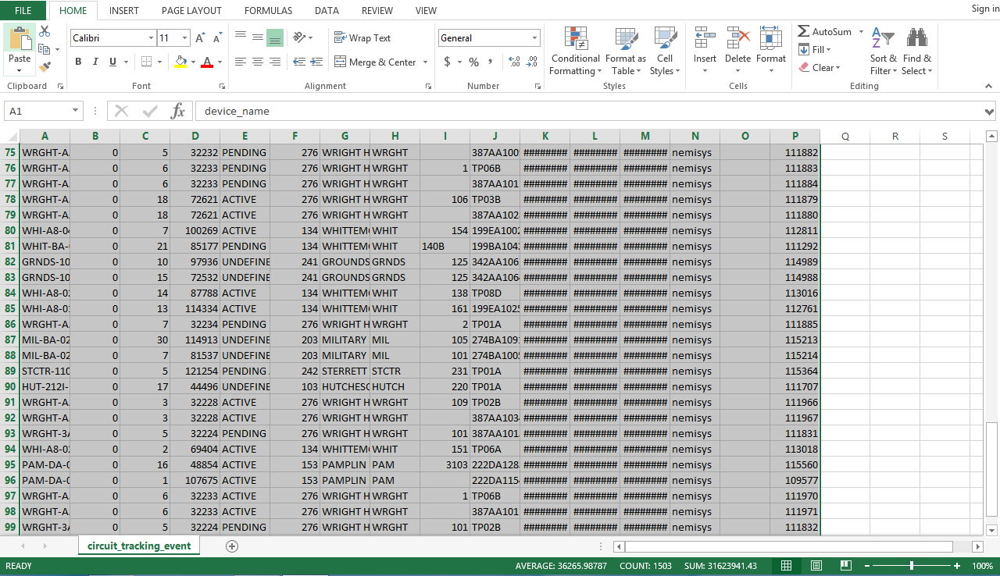 FILE HOME INSERT PAGE LAYOUT FORMULAS DATA REVIEW VIEW Sign in
Calibri 11 A A Wrap Text General AutoSum
Paste B I U A Merge & Center $ % , Conditional Formatting Format as Table Cell Styles Insert Delete Format Fill Clear Sort & Filter Find & Select
Clipboard Font Alignment Number Styles Cells Editing
A1 fx device_name
A B C D E F G H I J K L M N O P Q R S
75 WRGHT-A 0 5 32232 PENDING 276 WRIGHT H WRGHT 387AA100 ######## ######## ######## nemisys 111882
76 WRGHT-A 0 6 32233 PENDING 276 WRIGHT H WRGHT 1 TP06B ######## ######## ######## nemisys 111883
77 WRGHT-A 0 6 32233 PENDING 276 WRIGHT H WRGHT 387AA101 ######## ######## ######## nemisys 111884
78 WRGHT-A 0 18 72621 ACTIVE 276 WRIGHT H WRGHT 106 TP03B ######## ######## ######## nemisys 111879
79 WRGHT-A 0 18 72621 ACTIVE 276 WRIGHT H WRGHT 387AA102 ######## ######## ######## nemisys 111880
80 WHI-A8-04 0 7 100269 ACTIVE 134 WHITTEM WHIT 154 199EA1002 ######## ######## ######## nemisys 112811
81 WHIT-BA- 0 21 85177 PENDING 134 WHITTEM WHIT 140B 199BA104 ######## ######## ######## nemisys 111292
82 GRNDS-10 0 10 97936 UNDEFINE 241 GROUNDS GRNDS 125 342AA106 ######## ######## ######## nemisys 114989
83 GRNDS-10 0 15 72532 UNDEFINE 241 GROUNDS GRNDS 125 342AA106 ######## ######## ######## nemisys 114988
84 WHI-A8-02 0 14 87788 ACTIVE 134 WHITTEM WHIT 138 TP08D ######## ######## ######## nemisys 113016
85 WHI-A8-01 0 13 114334 ACTIVE 134 WHITTEM WHIT 161 199EA1025 ######## ######## ######## nemisys 112761
86 WRGHT-A 0 7 32234 PENDING 276 WRIGHT H WRGHT 2 TP01A ######## ######## ######## nemisys 111885
87 MIL-BA-02 0 30 114913 UNDEFINE 203 MILITARY MIL 105 274BA109 ######## ######## ######## nemisys 115213
88 MIL-BA-02 0 7 81537 UNDEFINE 203 MILITARY MIL 101 274BA100 ######## ######## ######## nemisys 115214
89 STCTR-110 0 5 121254 PENDING 242 STERRETT STCTR 231 TP01A ######## ######## ######## nemisys 115364
90 HUT-212I- 0 17 44496 UNDEFINE 103 HUTCHESO HUTCH 220 TP01A ######## ######## ######## nemisys 111707
91 WRGHT-A 0 3 32228 ACTIVE 276 WRIGHT H WRGHT 109 TP02B ######## ######## ######## nemisys 111966
92 WRGHT-A 0 3 32228 ACTIVE 276 WRIGHT H WRGHT 387AA103 ######## ######## ######## nemisys 111967
93 WRGHT-3A 0 5 32224 PENDING 276 WRIGHT H WRGHT 101 387AA101 ######## ######## ######## nemisys 111831
94 WHI-A8-02 0 2 69404 ACTIVE 134 WHITTEM WHIT 151 TP06A ######## ######## ######## nemisys 113018
95 PAM-DA-0 0 16 48854 ACTIVE 153 PAMPLIN PAM 3103 222DA128 ######## ######## ######## nemisys 115560
96 PAM-DA-0 0 1 107675 ACTIVE 153 PAMPLIN PAM 222DA115 ######## ######## ######## nemisys 109577
97 WRGHT-A 0 6 32233 ACTIVE 276 WRIGHT H WRGHT 1 TP06B ######## ######## ######## nemisys 111970
98 WRGHT-A 0 6 32233 ACTIVE 276 WRIGHT H WRGHT 387AA101 ######## ######## ######## nemisys 111971
99 WRGHT-3A 0 5 32224 PENDING 276 WRIGHT H WRGHT 101 TP02B ######## ######## ######## nemisys 111832
circuit_tracking_event
READY AVERAGE: 36265.98787 COUNT: 1503 SUM: 31623941.43 100%